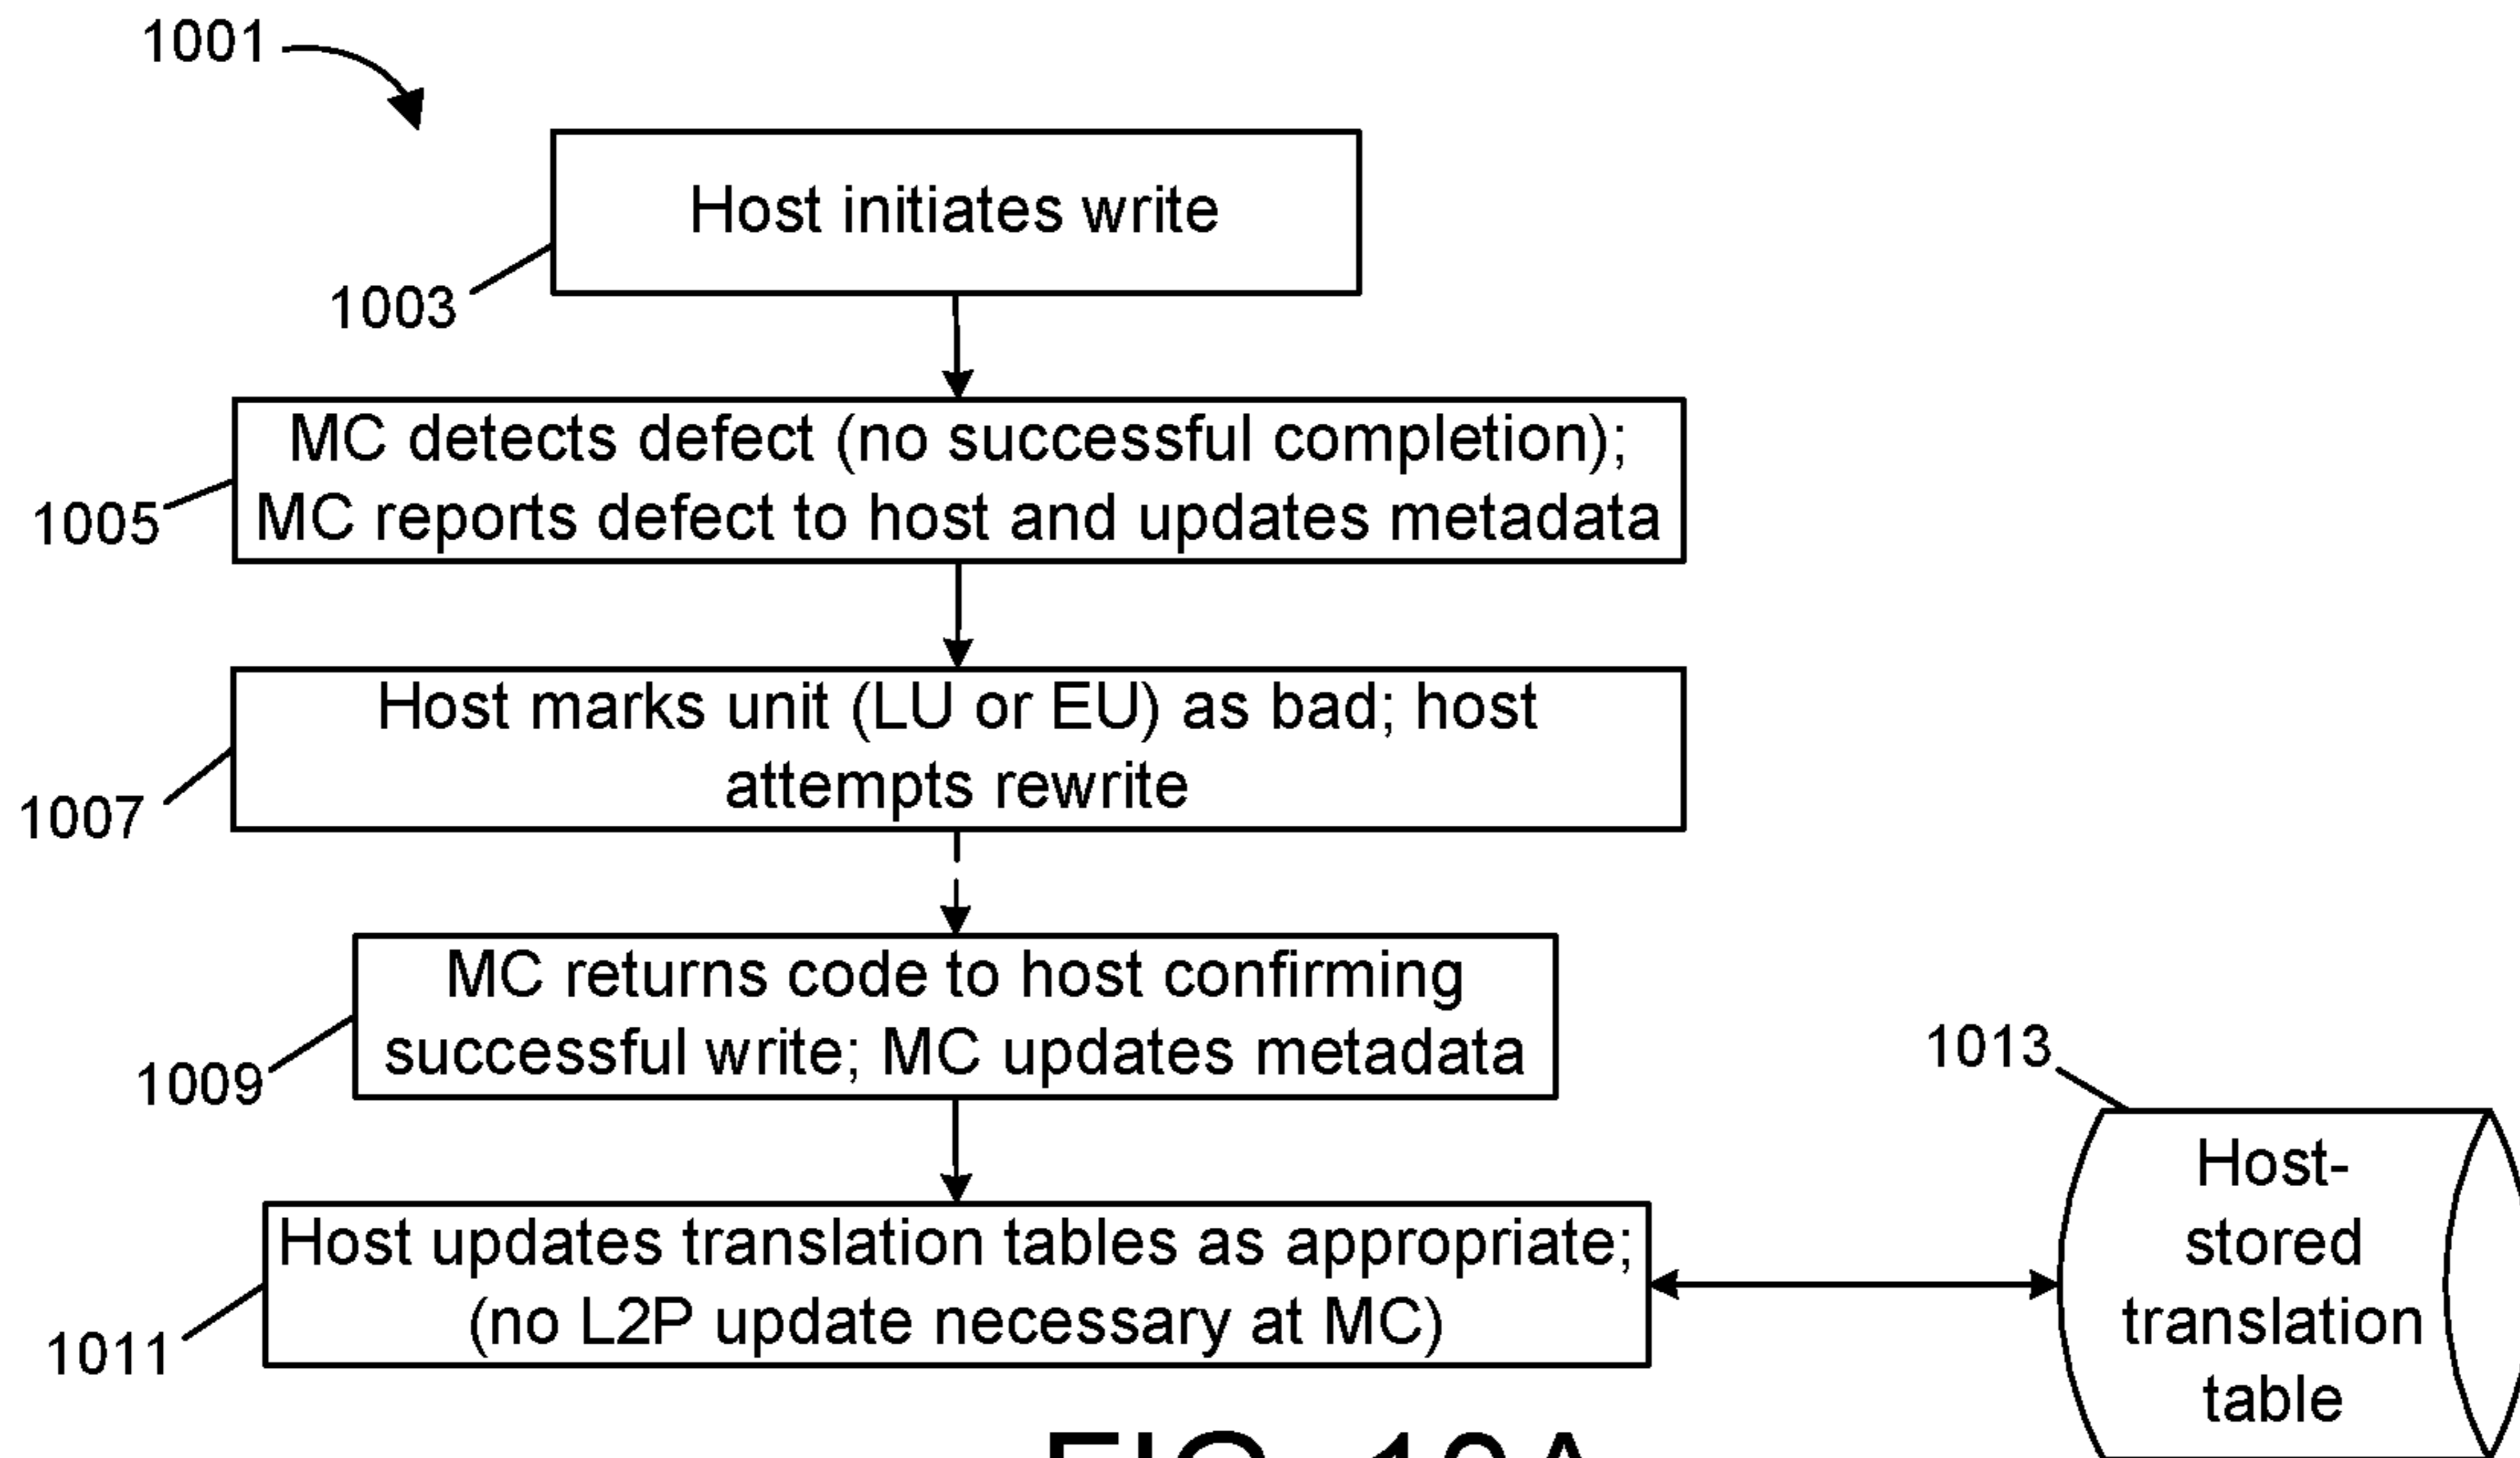 1001
Host initiates write
1003
MC detects defect (no successful completion);
MC reports defect to host and updates metadata
1005
Host marks unit (LU or EU) as bad; host
attempts rewrite
1007
MC returns code to host confirming
successful write; MC updates metadata
1009
1013
Host-
stored
translation
table
Host updates translation tables as appropriate;
(no L2P update necessary at MC)
1011